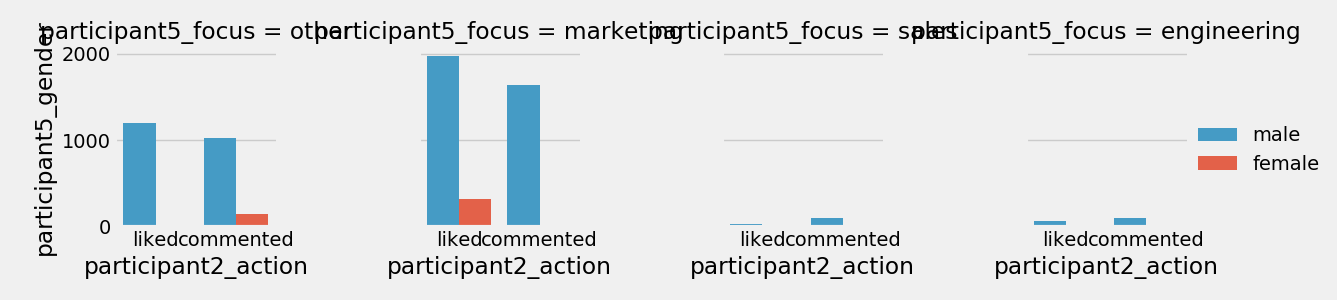 participant5_focus = other
participant5_focus = marketing
participant5_focus = sales
participant5_focus = engineering
participant5_gender
2000
1000
0
liked commented
liked commented
liked commented
liked commented
participant2_action
participant2_action
participant2_action
participant2_action
male
female